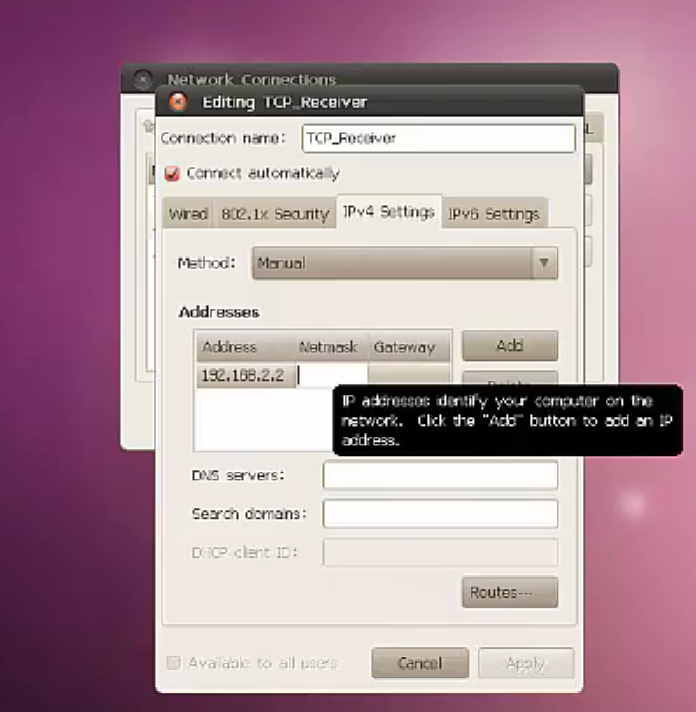 Network Connections
Editing TCP_Receiver
Connection name: TCP_Receiver
Connect automatically
Wired 802.1x Security IPv4 Settings IPv6 Settings
Method: Manual
Addresses
Address Netmask Gateway Add
192.168.2.2
Delete
IP addresses identify your computer on the
network. Click the "Add" button to add an IP
address.
DNS servers:
Search domains:
DHCP client ID:
Routes...
Available to all users Cancel Apply